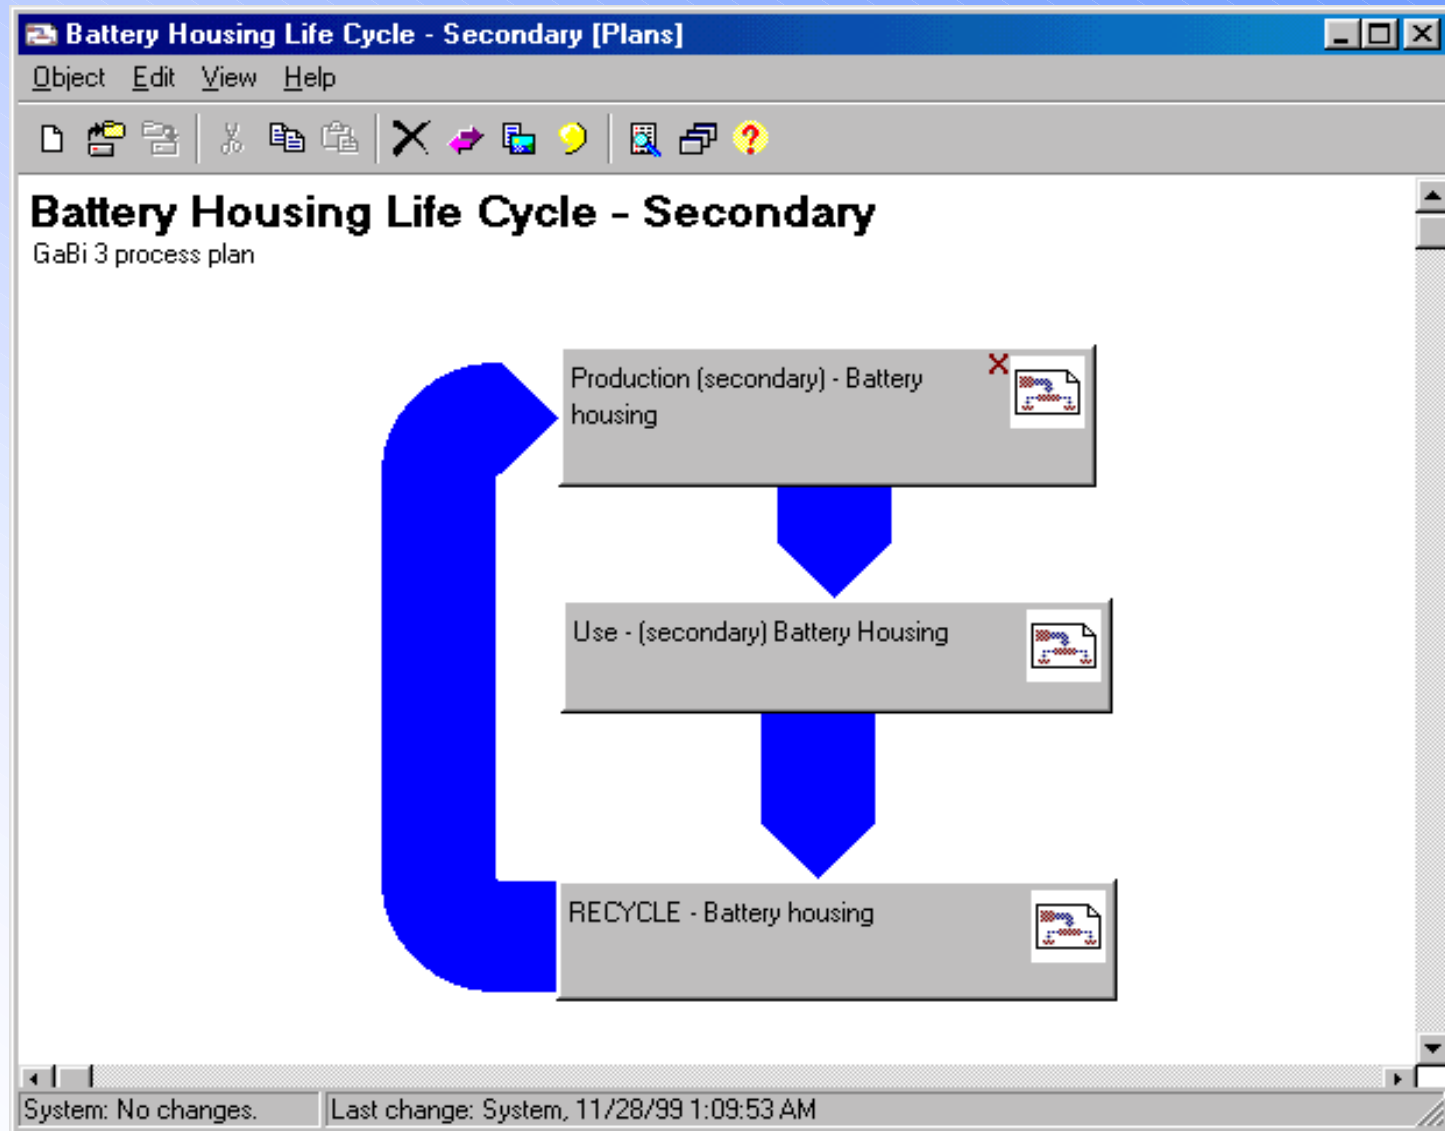 Battery Housing Life Cycle - Secondary [Plans]
Object Edit View Help
Battery Housing Life Cycle - Secondary
GaBi 3 process plan
Production (secondary) - Battery
housing
Use - (secondary) Battery Housing
RECYCLE - Battery housing
System: No changes. Last change: System, 11/28/99 1:09:53 AM